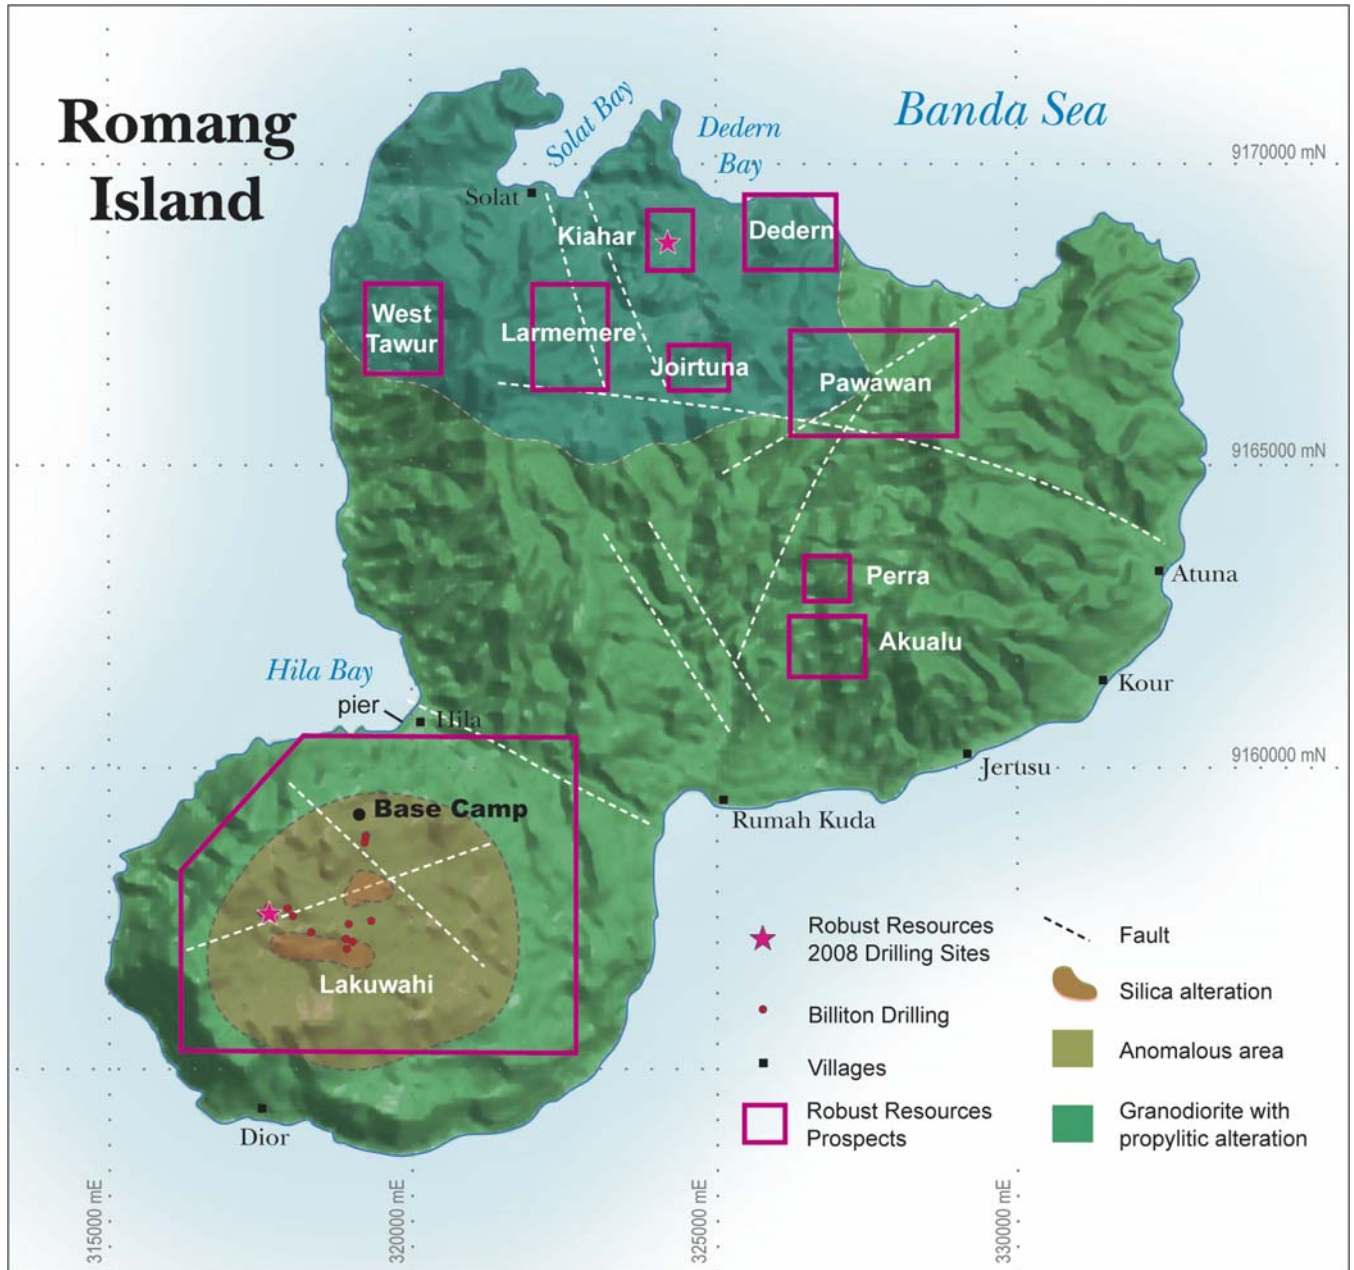 Romang
Island
Solat Bay
Dedern
Bay
Banda Sea
9170000 mN
Solat
Kiahar
Dedern
West
Tawur
Larmemere
Joirtuna
Pawawan
9165000 mN
Perra
Atuna
Akualu
Hila Bay
Kour
pier
Hila
9160000 mN
Jertusu
Base Camp
Rumah Kuda
Lakuwahi
Dior
Robust Resources
2008 Drilling Sites
Billiton Drilling
Villages
Robust Resources
Prospects
Fault
Silica alteration
Anomalous area
Granodiorite with
propylitic alteration
315000 mE
320000 mE
325000 mE
330000 mE